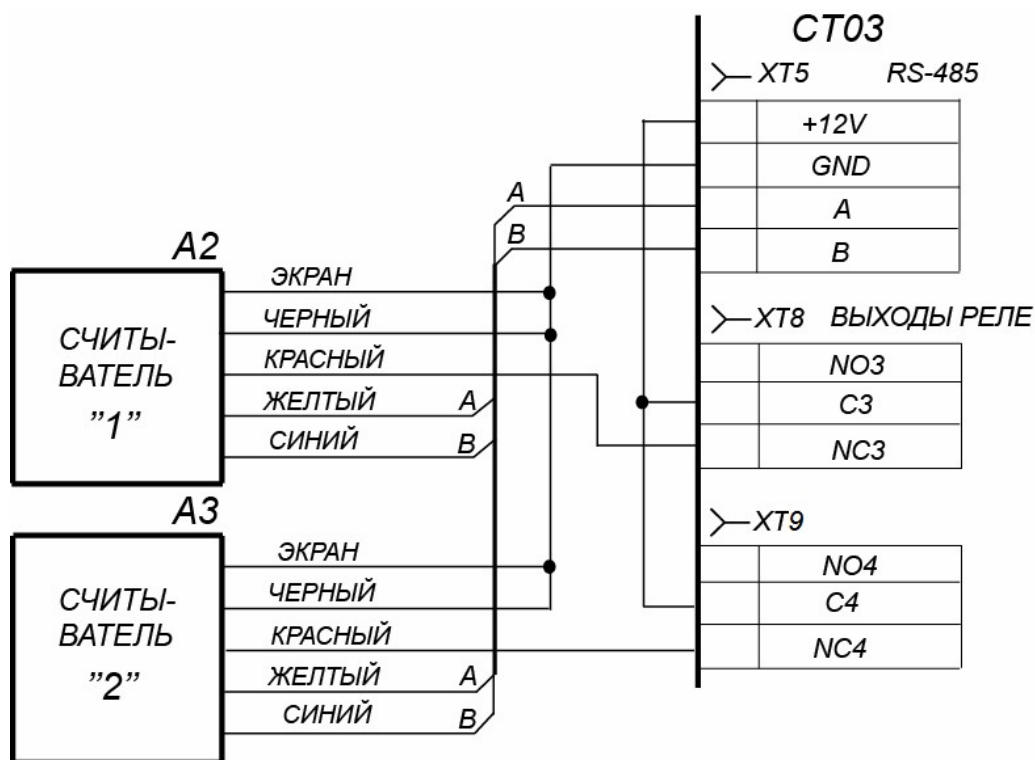 СТ03
XT5 RS-485
+12V
GND
A
B
A
B
XT8 ВЫХОДЫ РЕЛЕ
NO3
C3
NC3
XT9
NO4
C4
NC4
A2
СЧИТЫ-
ВАТЕЛЬ
"1"
ЭКРАН
ЧЕРНЫЙ
КРАСНЫЙ
ЖЕЛТЫЙ A
СИНИЙ B
A3
СЧИТЫ-
ВАТЕЛЬ
"2"
ЭКРАН
ЧЕРНЫЙ
КРАСНЫЙ
ЖЕЛТЫЙ A
СИНИЙ B